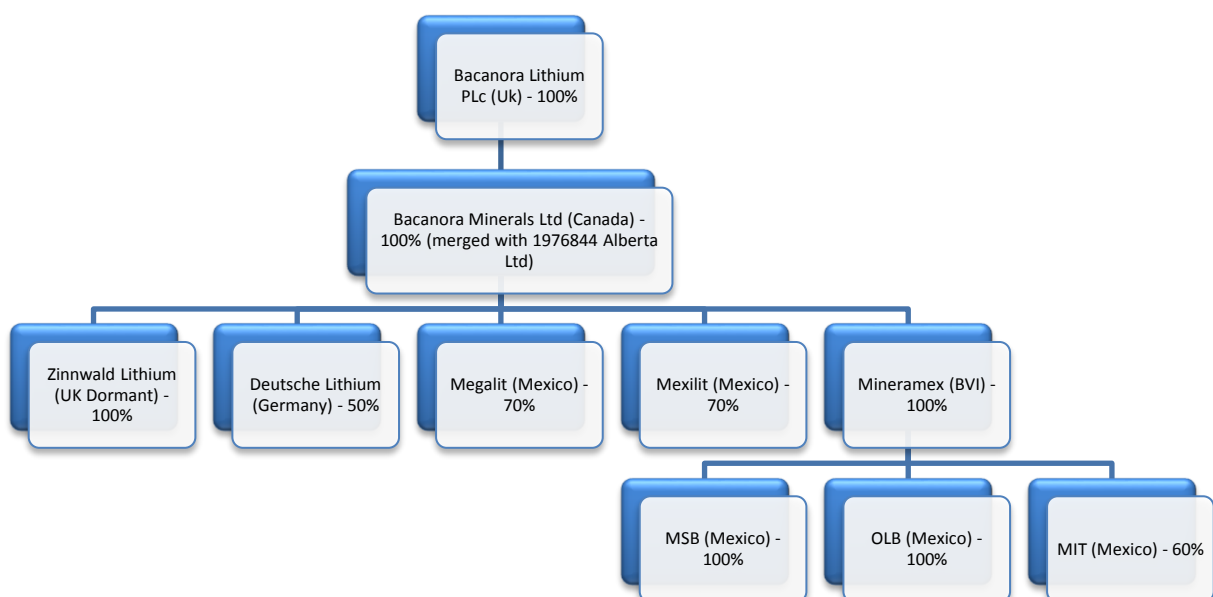 Bacanora Lithium
PLc (Uk) - 100%
Bacanora Minerals Ltd (Canada) -
100% (merged with 1976844 Alberta
Ltd)
Zinnwald Lithium
(UK Dormant) -
100%
Deutsche Lithium
(Germany) - 50%
Megalit (Mexico) -
70%
Mexilit (Mexico) -
70%
Mineramex (BVI) -
100%
MSB (Mexico) -
100%
OLB (Mexico) -
100%
MIT (Mexico) - 60%